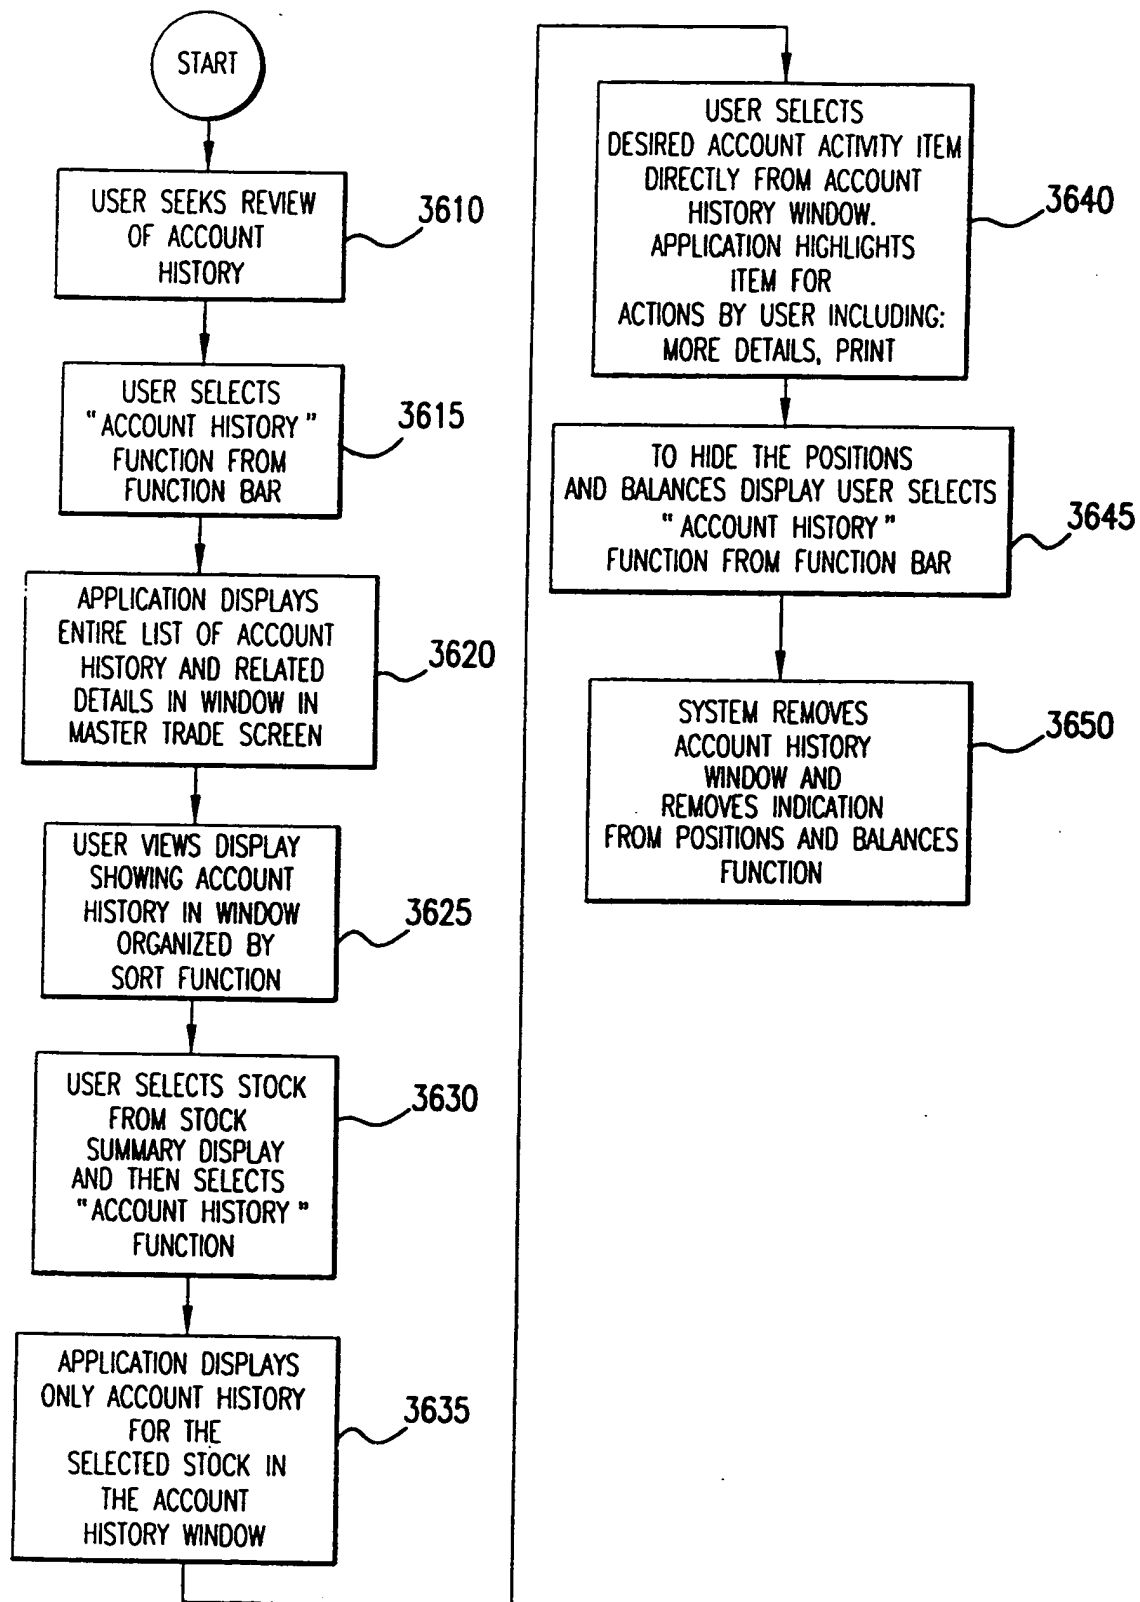 START
USER SEEKS REVIEW
OF ACCOUNT
HISTORY
3610
USER SELECTS
"ACCOUNT HISTORY"
FUNCTION FROM
FUNCTION BAR
3615
APPLICATION DISPLAYS
ENTIRE LIST OF ACCOUNT
HISTORY AND RELATED
DETAILS IN WINDOW IN
MASTER TRADE SCREEN
3620
USER VIEWS DISPLAY
SHOWING ACCOUNT
HISTORY IN WINDOW
ORGANIZED BY
SORT FUNCTION
3625
USER SELECTS STOCK
FROM STOCK
SUMMARY DISPLAY
AND THEN SELECTS
"ACCOUNT HISTORY"
FUNCTION
3630
APPLICATION DISPLAYS
ONLY ACCOUNT HISTORY
FOR THE
SELECTED STOCK IN
THE ACCOUNT
HISTORY WINDOW
3635
USER SELECTS
DESIRED ACCOUNT ACTIVITY ITEM
DIRECTLY FROM ACCOUNT
HISTORY WINDOW.
APPLICATION HIGHLIGHTS
ITEM FOR
ACTIONS BY USER INCLUDING:
MORE DETAILS, PRINT
3640
TO HIDE THE POSITIONS
AND BALANCES DISPLAY USER SELECTS
"ACCOUNT HISTORY"
FUNCTION FROM FUNCTION BAR
3645
SYSTEM REMOVES
ACCOUNT HISTORY
WINDOW AND
REMOVES INDICATION
FROM POSITIONS AND BALANCES
FUNCTION
3650